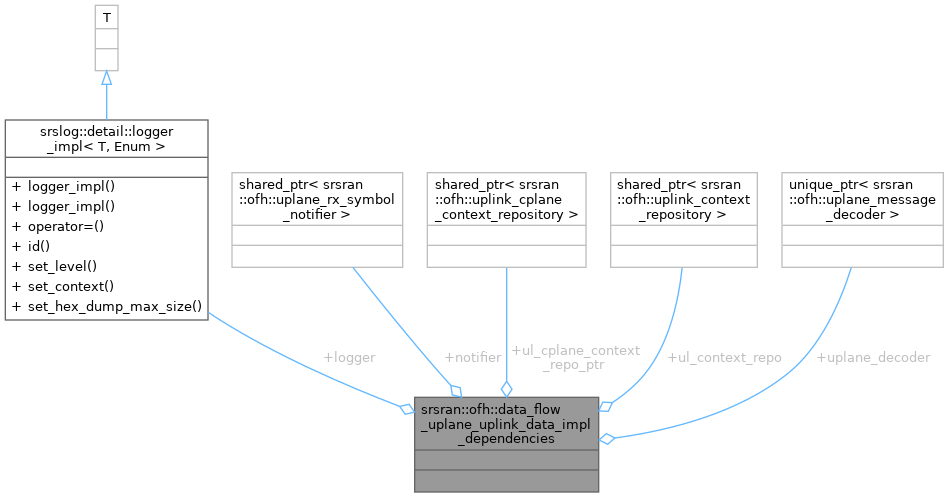 T
srslog::detail::logger
_impl< T, Enum >
+ logger_impl()
+ logger_impl()
+ operator=()
+ id()
+ set_level()
+ set_context()
+ set_hex_dump_max_size()
shared_ptr< srsran
::ofh::uplane_rx_symbol
_notifier >
shared_ptr< srsran
::ofh::uplink_cplane
_context_repository >
shared_ptr< srsran
::ofh::uplink_context
_repository >
unique_ptr< srsran
::ofh::uplane_message
_decoder >
+logger
+notifier
+ul_cplane_context
_repo_ptr
+ul_context_repo
+uplane_decoder
srsran::ofh::data_flow
_uplane_uplink_data_impl
_dependencies